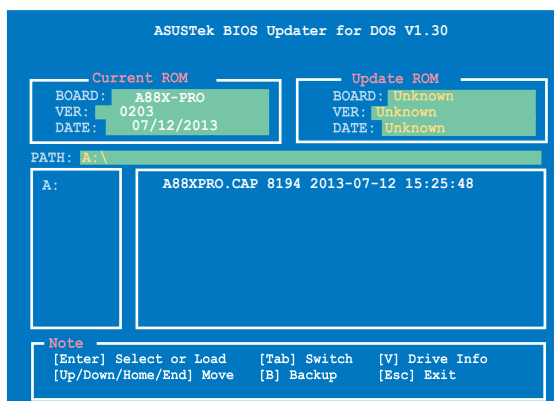 ASUSTek BIOS Updater for DOS V1.30
Current ROM
BOARD: A88X-PRO
VER: 0203
DATE: 07/12/2013
Update ROM
BOARD: Unknown
VER: Unknown
DATE: Unknown
PATH: A:\
A:
A88XPRO.CAP 8194 2013-07-12 15:25:48
Note
[Enter] Select or Load [Tab] Switch [V] Drive Info
[Up/Down/Home/End] Move [B] Backup [Esc] Exit